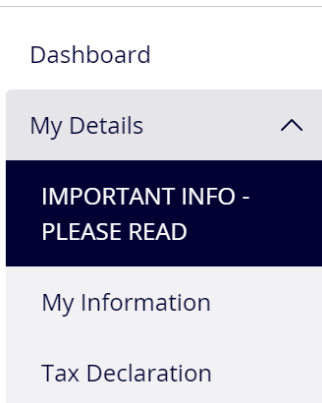 Dashboard
My Details
IMPORTANT INFO -
PLEASE READ
My Information
Tax Declaration